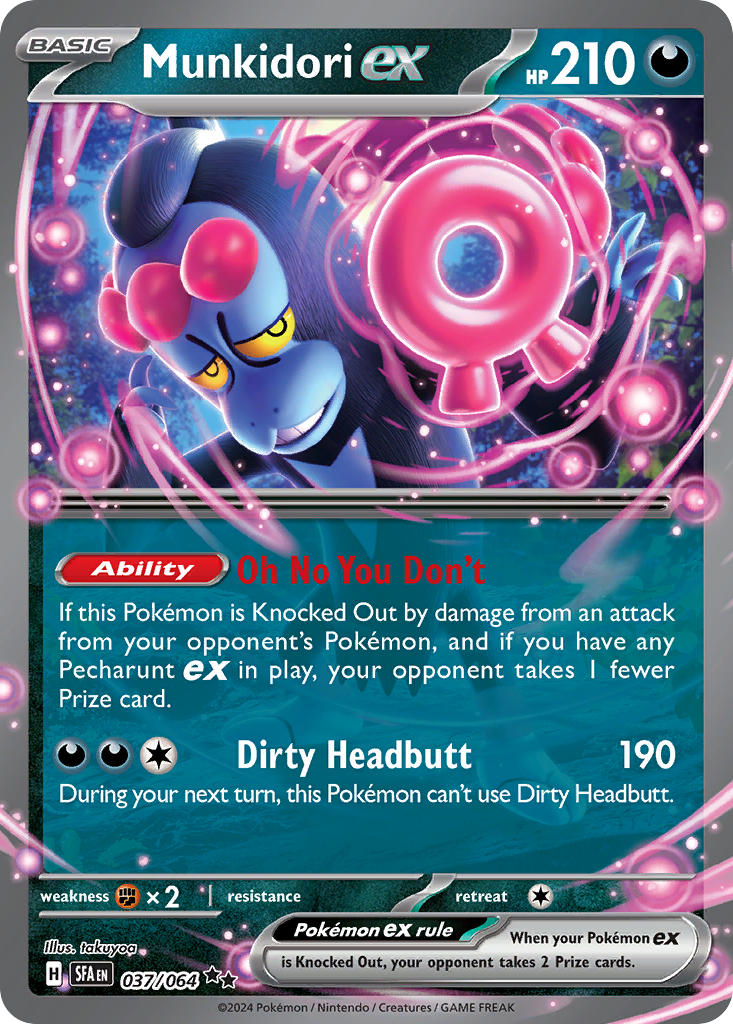 BASIC
Munkidori ex
HP 210
Ability Oh No You Don't
If this Pokémon is Knocked Out by damage from an attack
from your opponent's Pokémon, and if you have any
Pecharunt ex in play, your opponent takes 1 fewer
Prize card.
Dirty Headbutt 190
During your next turn, this Pokémon can't use Dirty Headbutt.
weakness ×2 resistance retreat
Pokémon ex rule
When your Pokémon ex
is Knocked Out, your opponent takes 2 Prize cards.
Illus. takuyoa
H SFA EN 037/064
©2024 Pokémon / Nintendo / Creatures / GAME FREAK